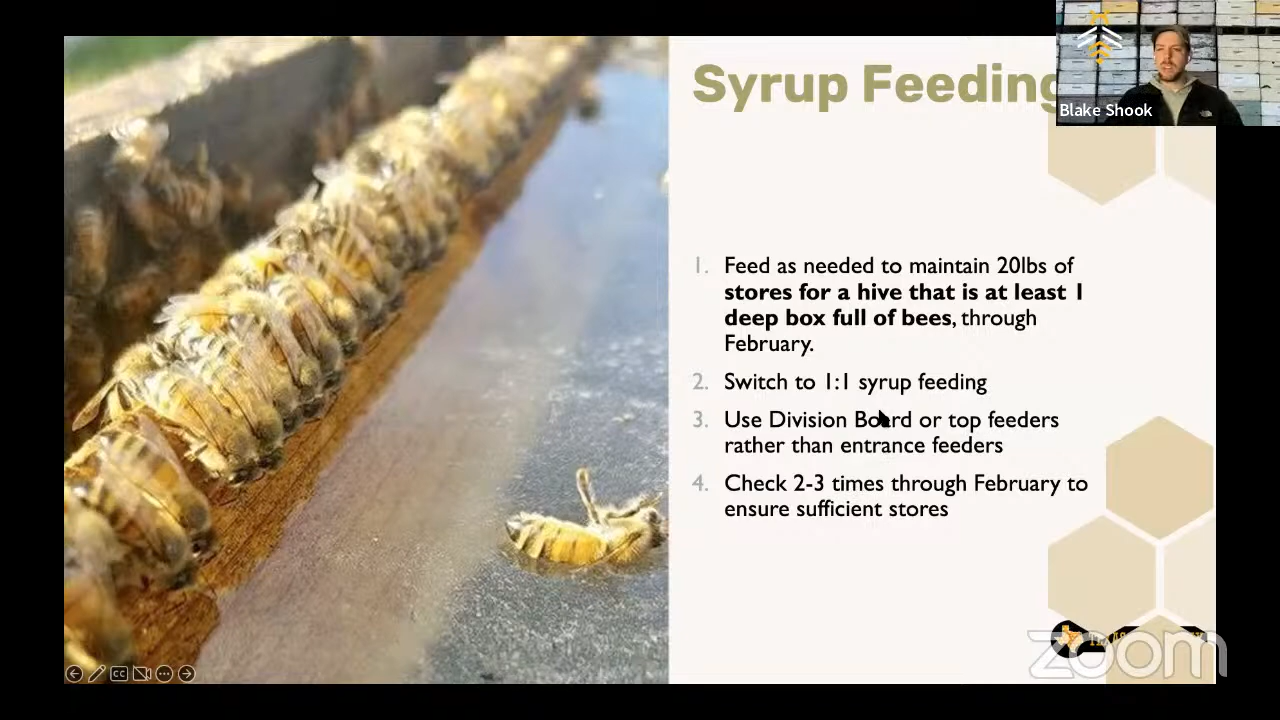 Syrup Feeding
Blake Shook
1. Feed as needed to maintain 20lbs of
stores for a hive that is at least 1
deep box full of bees, through
February.
2. Switch to 1:1 syrup feeding
3. Use Division Board or top feeders
rather than entrance feeders
4. Check 2-3 times through February to
ensure sufficient stores
CC
zoom